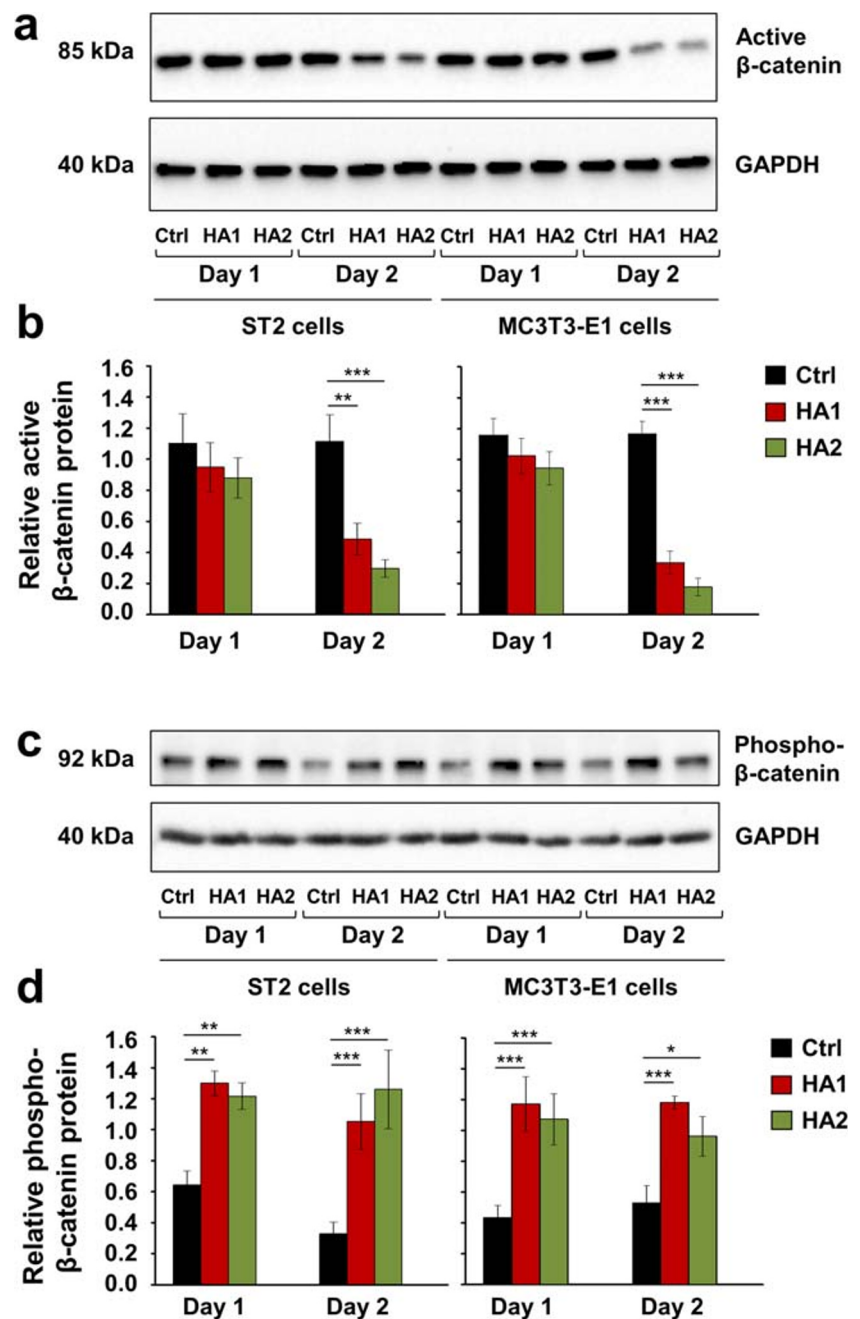 a
85 kDa
Active
β-catenin
40 kDa
GAPDH
Ctrl HA1 HA2 Ctrl HA1 HA2 Ctrl HA1 HA2 Ctrl HA1 HA2
Day 1 Day 2 Day 1 Day 2
ST2 cells MC3T3-E1 cells
b
Relative active
β-catenin protein
1.6
1.4
1.2
1.0
0.8
0.6
0.4
0.2
0.0
*** ***
** ***
Ctrl
HA1
HA2
Day 1 Day 2 Day 1 Day 2
c
92 kDa
Phospho-
β-catenin
40 kDa
GAPDH
Ctrl HA1 HA2 Ctrl HA1 HA2 Ctrl HA1 HA2 Ctrl HA1 HA2
Day 1 Day 2 Day 1 Day 2
ST2 cells MC3T3-E1 cells
d
Relative phospho-
β-catenin protein
1.6
1.4
1.2
1.0
0.8
0.6
0.4
0.2
0.0
** *** *** *
** *** *** ***
Ctrl
HA1
HA2
Day 1 Day 2 Day 1 Day 2